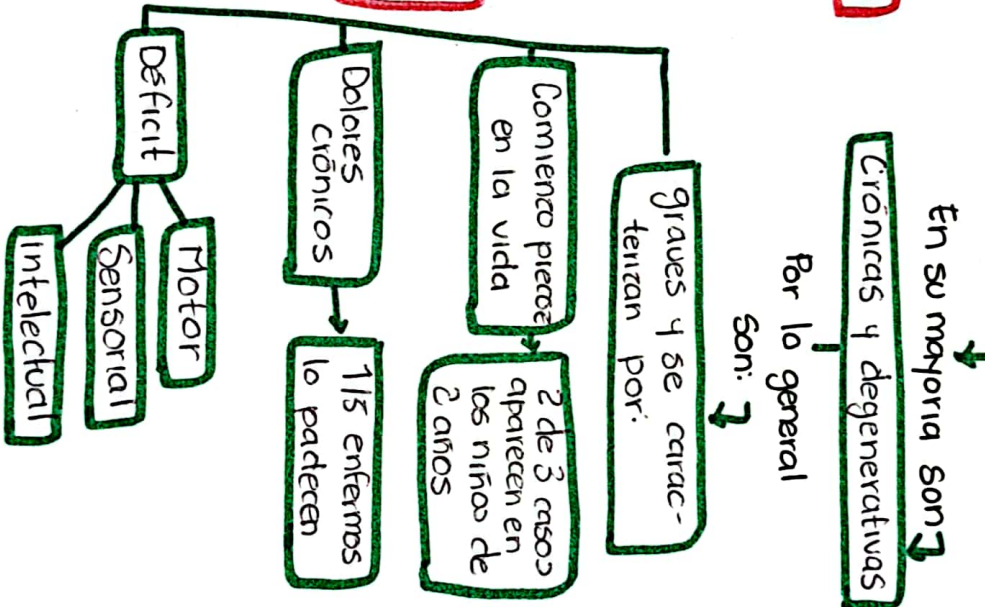 En su mayoria son
Crónicas y degenerativas
Por lo general
son:
graves y se carac-
terizan por:
Comienzo precoz
en la vida
2 de 3 casos
aparecen en
los niños de
2 años
Dolores
crónicos
1/5 enfermos
lo padecen
Déficit
Motor
Sensorial
Intelectual